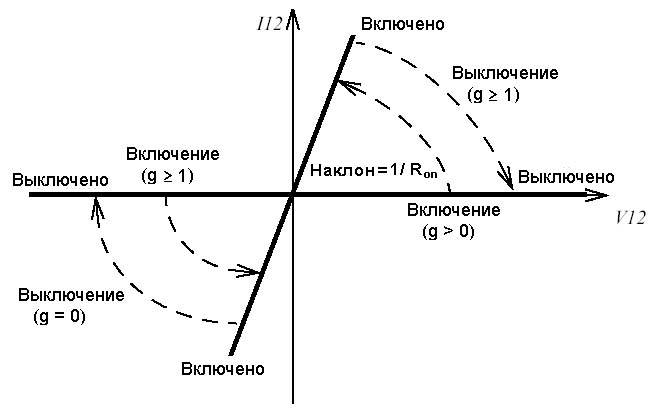 I12
Включено
Выключение
(g ≥ 1)
Включение
(g ≥ 1)
Наклон=1/ Ron
Выключено
Выключено
Включение
(g > 0)
V12
Выключение
(g = 0)
Включено